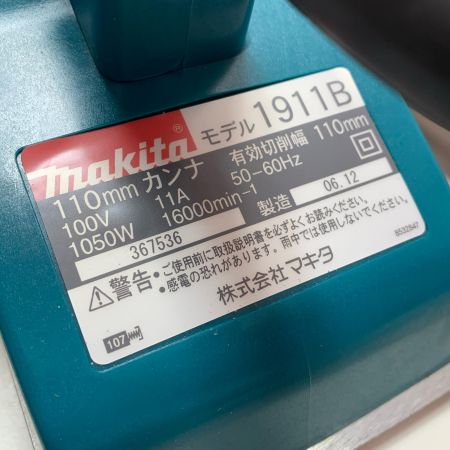 makita® モデル 1911B
110mm カンナ 有効切削幅 110mm
100V 11A 50-60Hz
1050W 16000min-1 製造 06.12
367536
警告: ・ご使用前に取扱説明書を必ずよくお読みください。
・感電の恐れがあります。雨中では使用しないでください。
株式会社 マキタ
107